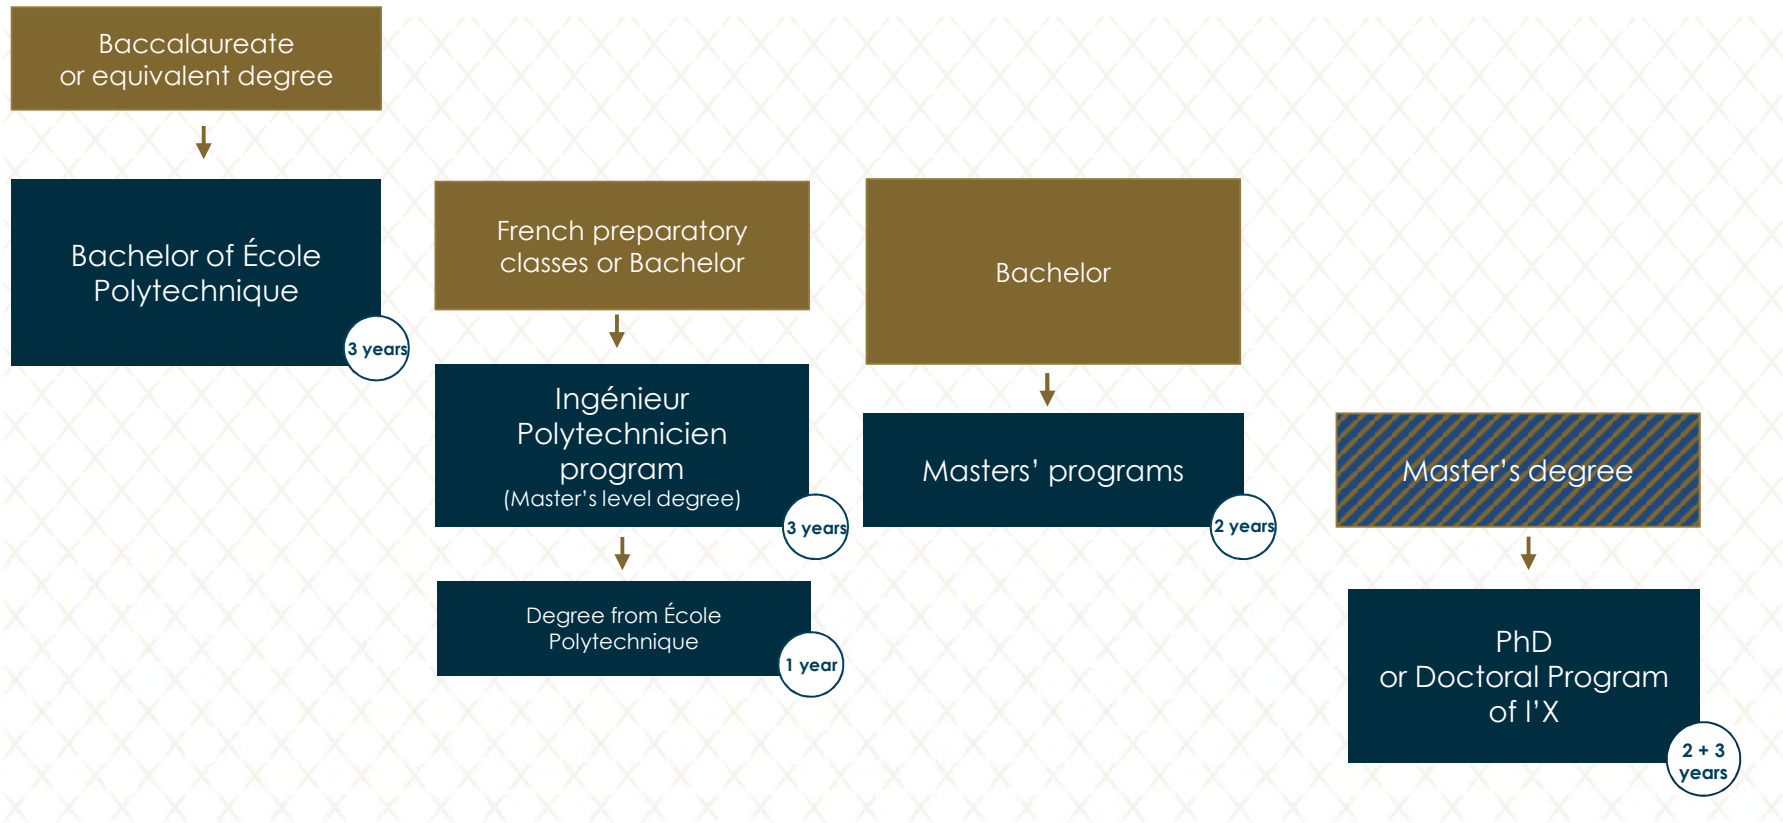 Baccalaureate
or equivalent degree
Bachelor of École
Polytechnique
3 years
French preparatory
classes or Bachelor
Ingénieur
Polytechnicien
program
(Master's level degree)
3 years
Degree from École
Polytechnique
1 year
Bachelor
Masters' programs
2 years
Master's degree
PhD
or Doctoral Program
of l'X
2 + 3
years